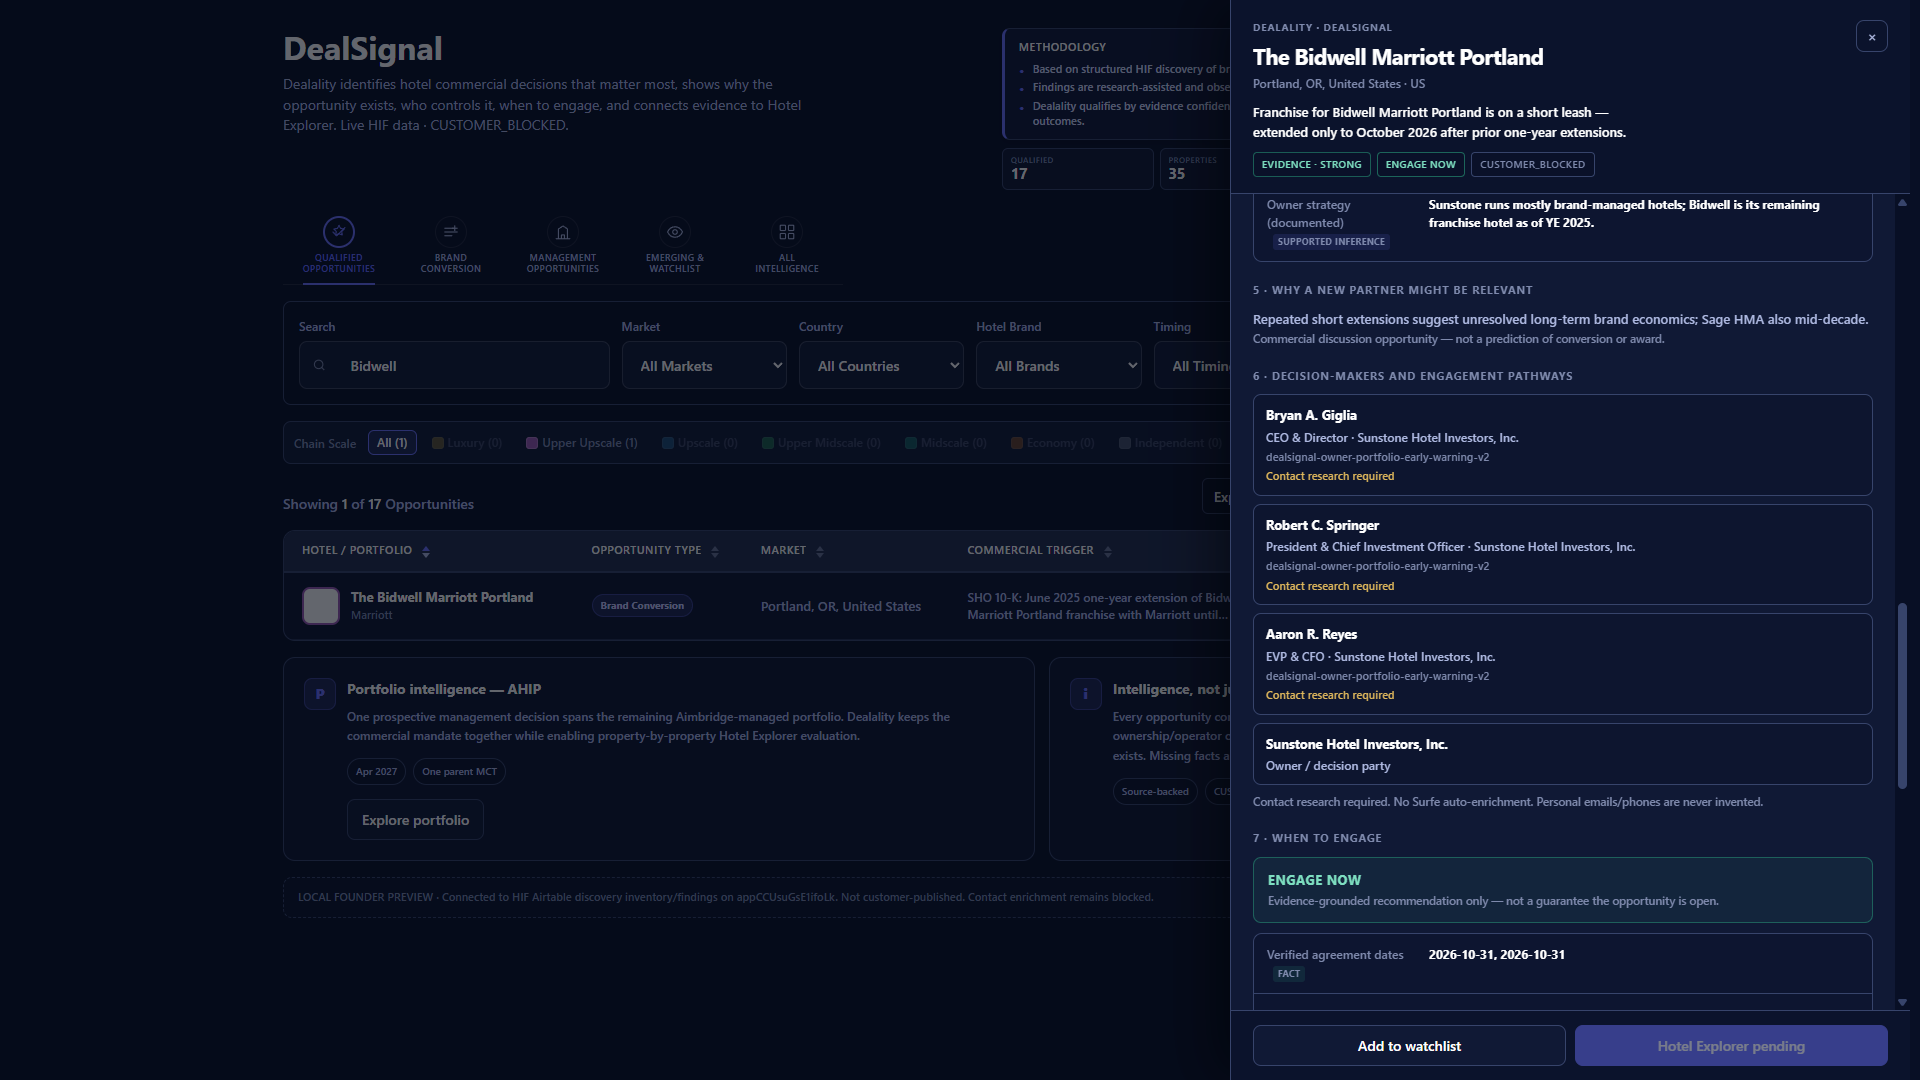 DealSignal
Dealality identifies hotel commercial decisions that matter most, shows why the
opportunity exists, who controls it, when to engage, and connects evidence to Hotel
Explorer. Live HIF data · CUSTOMER_BLOCKED.
METHODOLOGY
Based on structured HIF discovery of br
Findings are research-assisted and obse
Dealality qualifies by evidence confiden
outcomes.
QUALIFIED
17
PROPERTIES
35
QUALIFIED
OPPORTUNITIES
BRAND
CONVERSION
MANAGEMENT
OPPORTUNITIES
EMERGING &
WATCHLIST
ALL
INTELLIGENCE
Search
Market
Country
Hotel Brand
Timing
Bidwell
All Markets
All Countries
All Brands
All Timin
Chain Scale
All (1)
Luxury (0)
Upper Upscale (1)
Upscale (0)
Upper Midscale (0)
Midscale (0)
Economy (0)
Independent (0)
Showing 1 of 17 Opportunities
Exp
HOTEL / PORTFOLIO
OPPORTUNITY TYPE
MARKET
COMMERCIAL TRIGGER
The Bidwell Marriott Portland
Marriott
Brand Conversion
Portland, OR, United States
SHO 10-K: June 2025 one-year extension of Bidw
Marriott Portland franchise with Marriott until...
P
Portfolio intelligence — AHIP
One prospective management decision spans the remaining Aimbridge-managed portfolio. Dealality keeps the
commercial mandate together while enabling property-by-property Hotel Explorer evaluation.
Apr 2027
One parent MCT
Explore portfolio
i
Intelligence, not ju
Every opportunity con
ownership/operator c
exists. Missing facts a
Source-backed
CUS
LOCAL FOUNDER PREVIEW · Connected to HIF Airtable discovery inventory/findings on appCCUsuGsE1ifoLk. Not customer-published. Contact enrichment remains blocked.
DEALALITY · DEALSIGNAL
×
The Bidwell Marriott Portland
Portland, OR, United States · US
Franchise for Bidwell Marriott Portland is on a short leash —
extended only to October 2026 after prior one-year extensions.
EVIDENCE · STRONG
ENGAGE NOW
CUSTOMER_BLOCKED
Owner strategy
(documented)
SUPPORTED INFERENCE
Sunstone runs mostly brand-managed hotels; Bidwell is its remaining
franchise hotel as of YE 2025.
5 · WHY A NEW PARTNER MIGHT BE RELEVANT
Repeated short extensions suggest unresolved long-term brand economics; Sage HMA also mid-decade.
Commercial discussion opportunity — not a prediction of conversion or award.
6 · DECISION-MAKERS AND ENGAGEMENT PATHWAYS
Bryan A. Giglia
CEO & Director · Sunstone Hotel Investors, Inc.
dealsignal-owner-portfolio-early-warning-v2
Contact research required
Robert C. Springer
President & Chief Investment Officer · Sunstone Hotel Investors, Inc.
dealsignal-owner-portfolio-early-warning-v2
Contact research required
Aaron R. Reyes
EVP & CFO · Sunstone Hotel Investors, Inc.
dealsignal-owner-portfolio-early-warning-v2
Contact research required
Sunstone Hotel Investors, Inc.
Owner / decision party
Contact research required. No Surfe auto-enrichment. Personal emails/phones are never invented.
7 · WHEN TO ENGAGE
ENGAGE NOW
Evidence-grounded recommendation only — not a guarantee the opportunity is open.
Verified agreement dates
FACT
2026-10-31, 2026-10-31
Add to watchlist
Hotel Explorer pending